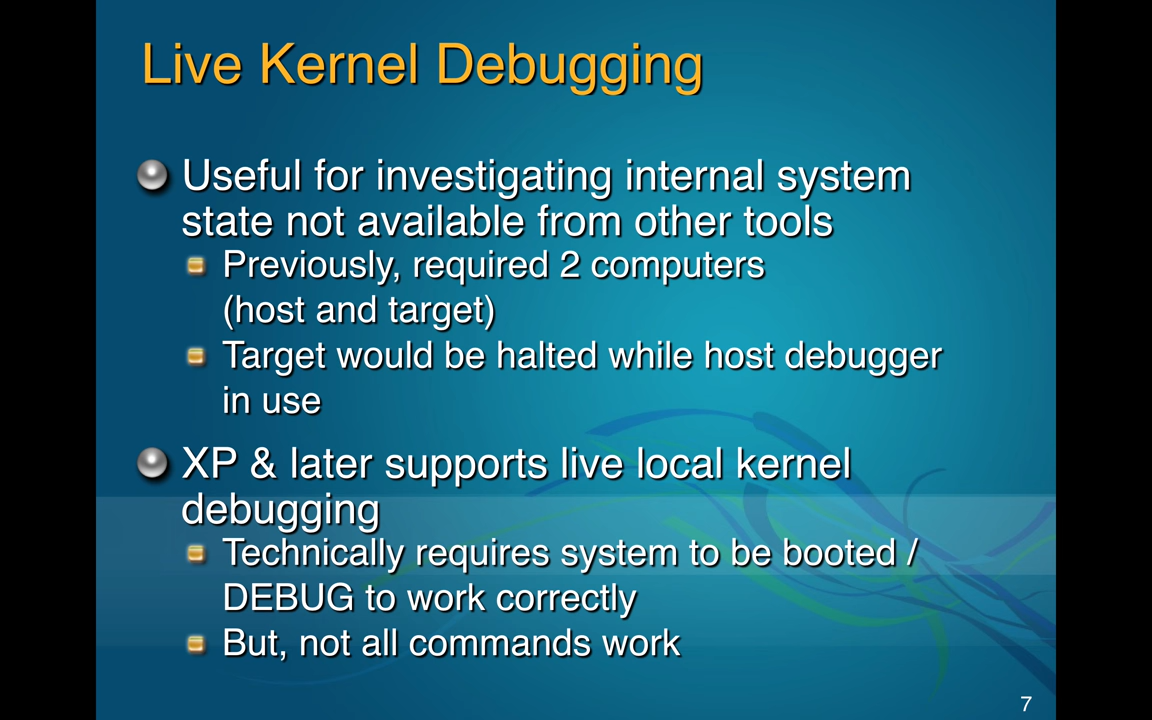 Live Kernel Debugging
Useful for investigating internal system
state not available from other tools
Previously, required 2 computers
(host and target)
Target would be halted while host debugger
in use
XP & later supports live local kernel
debugging
Technically requires system to be booted /
DEBUG to work correctly
But, not all commands work
7